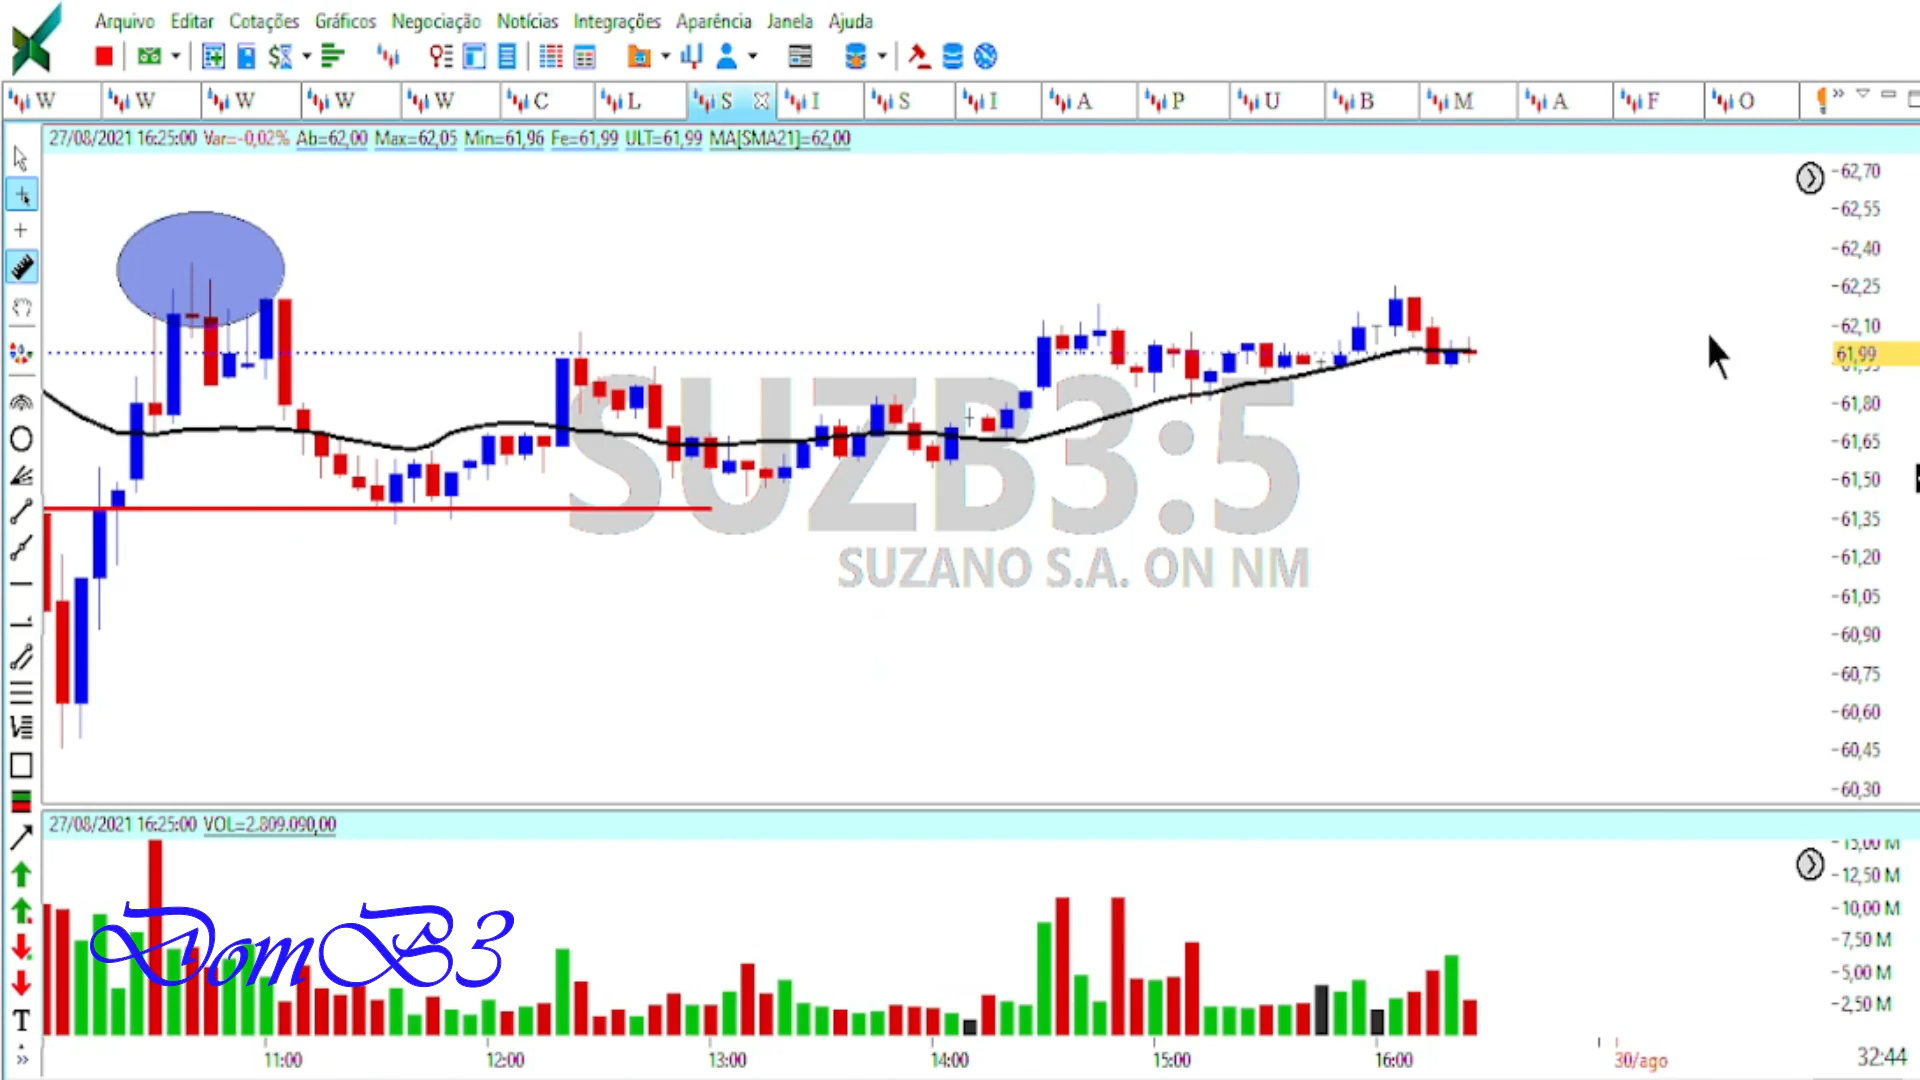 Arquivo Editar Cotações Gráficos Negociação Notícias Integrações Aparência Janela Ajuda
W W W W W C L S I S I A P U B M A F O
27/08/2021 16:25:00 Var=-0,02% Ab=62,00 Max=62,05 Min=61,96 Fe=61,99 ULT=61,99 MA[SMA21]=62,00
62,70
62,55
62,40
62,25
62,10
61,99
61,80
61,65
61,50
61,35
61,20
61,05
60,90
60,75
60,60
60,45
60,30
SUZB3:5
SUZANO S.A. ON NM
27/08/2021 16:25:00 VOL=2.809.090,00
15,00 M
12,50 M
10,00 M
7,50 M
5,00 M
2,50 M
DomB3
T
11:00 12:00 13:00 14:00 15:00 16:00 30/ago 32:44